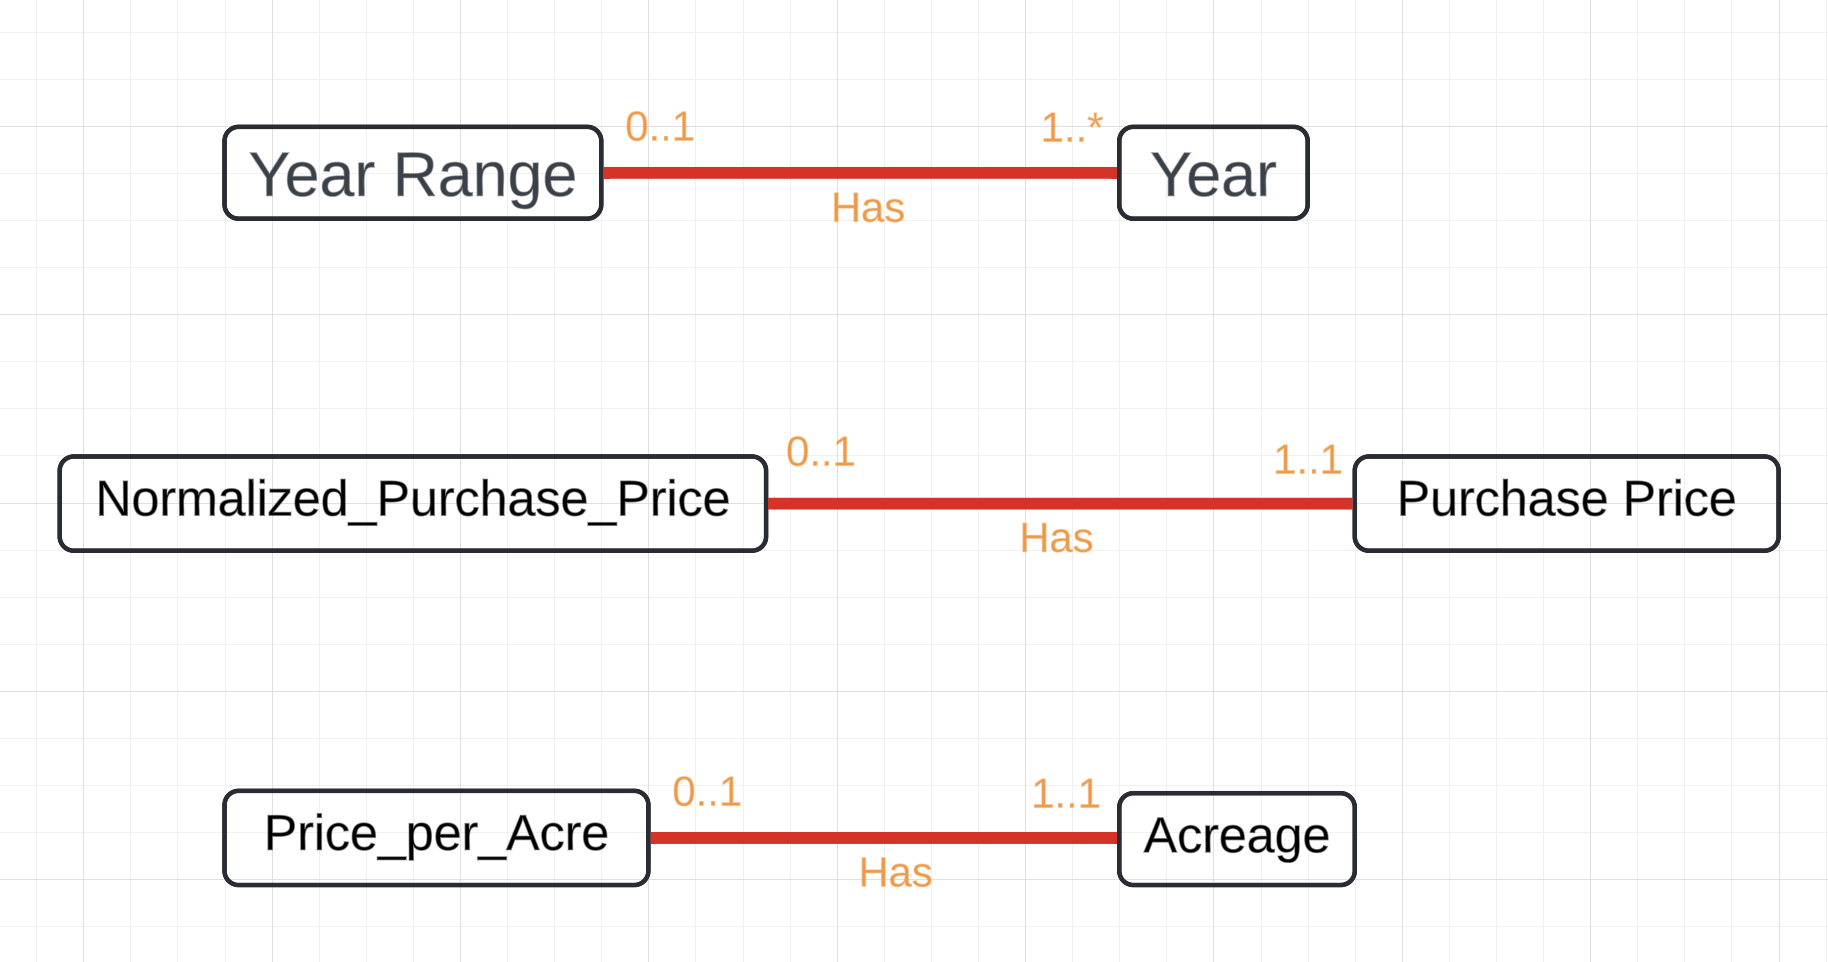 0..1
1..*
Year Range
Year
Has
0..1
1..1
Normalized_Purchase_Price
Purchase Price
Has
0..1
1..1
Price_per_Acre
Acreage
Has